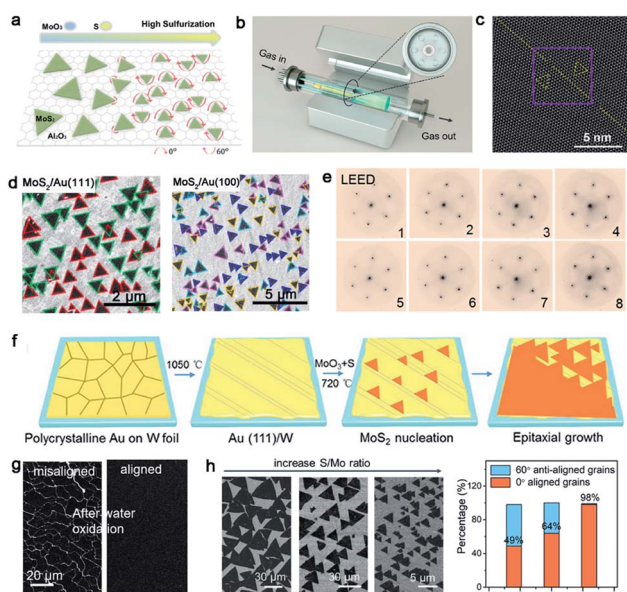 a
MoO₃
S
High Sulfurization
MoS₂
Al₂O₃
0°
60°
b
Gas in
Gas out
c
5 nm
d
MoS₂/Au(111)
2 μm
MoS₂/Au(100)
5 μm
e
LEED
1
2
3
4
5
6
7
8
f
1050 ℃
MoO₃+S
720 ℃
Polycrystalline Au on W foil
Au (111)/W
MoS₂ nucleation
Epitaxial growth
g
misaligned
aligned
After water
oxidation
20 μm
h
increase S/Mo ratio
30 μm
30 μm
5 μm
Percentage (%)
120
80
40
0
60° anti-aligned grains
0° aligned grains
49%
64%
98%